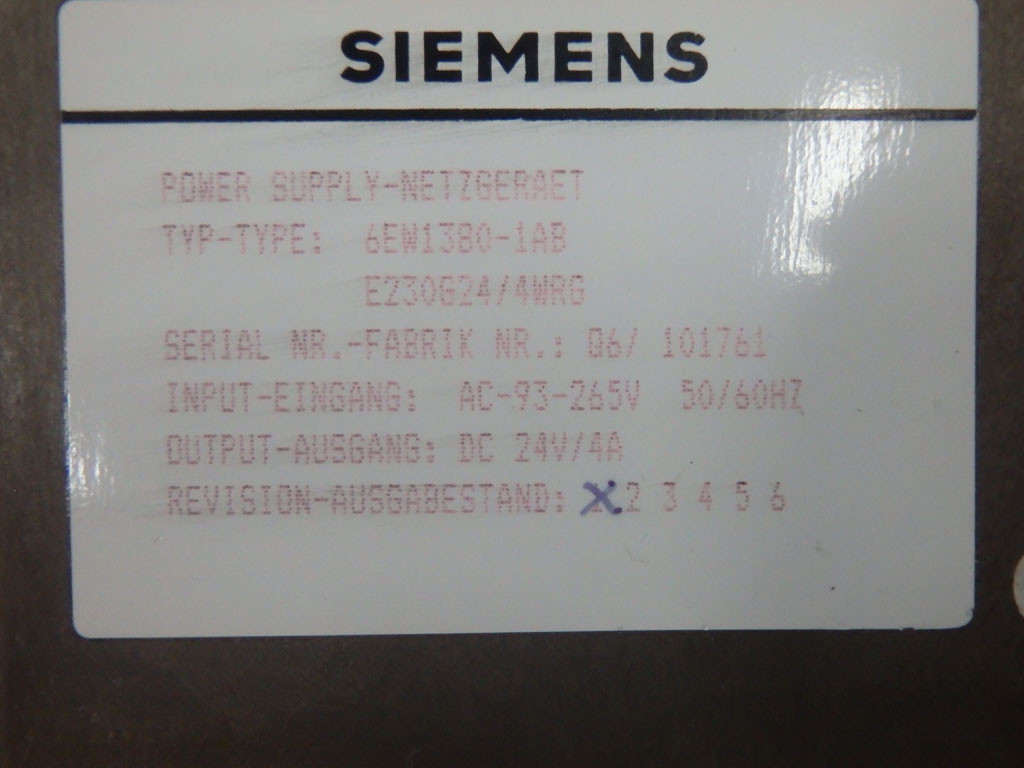 SIEMENS
POWER SUPPLY-NETZGERAET
TYP-TYPE: 6EW1380-1AB
EZ30G24/4WRG
SERIAL NR.-FABRIK NR.: Q6/ 101761
INPUT-EINGANG: AC-93-265V 50/60HZ
OUTPUT-AUSGANG: DC 24V/4A
REVISION-AUSGABESTAND: X 2 3 4 5 6